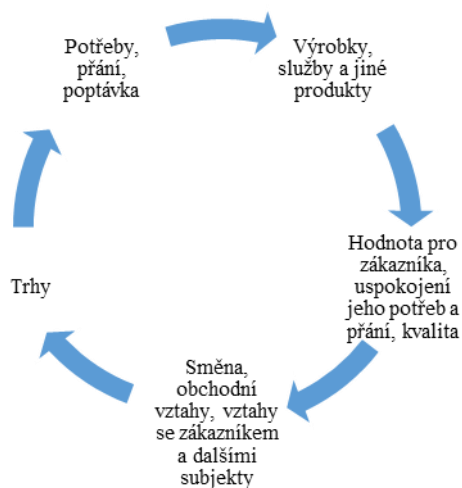 Potřeby,
přání,
poptávka
Výrobky,
služby a jiné
produkty
Hodnota pro
zákazníka,
uspokojení
jeho potřeb a
přání, kvalita
Směna,
obchodní
vztahy, vztahy
se zákazníkem
a dalšími
subjekty
Trhy